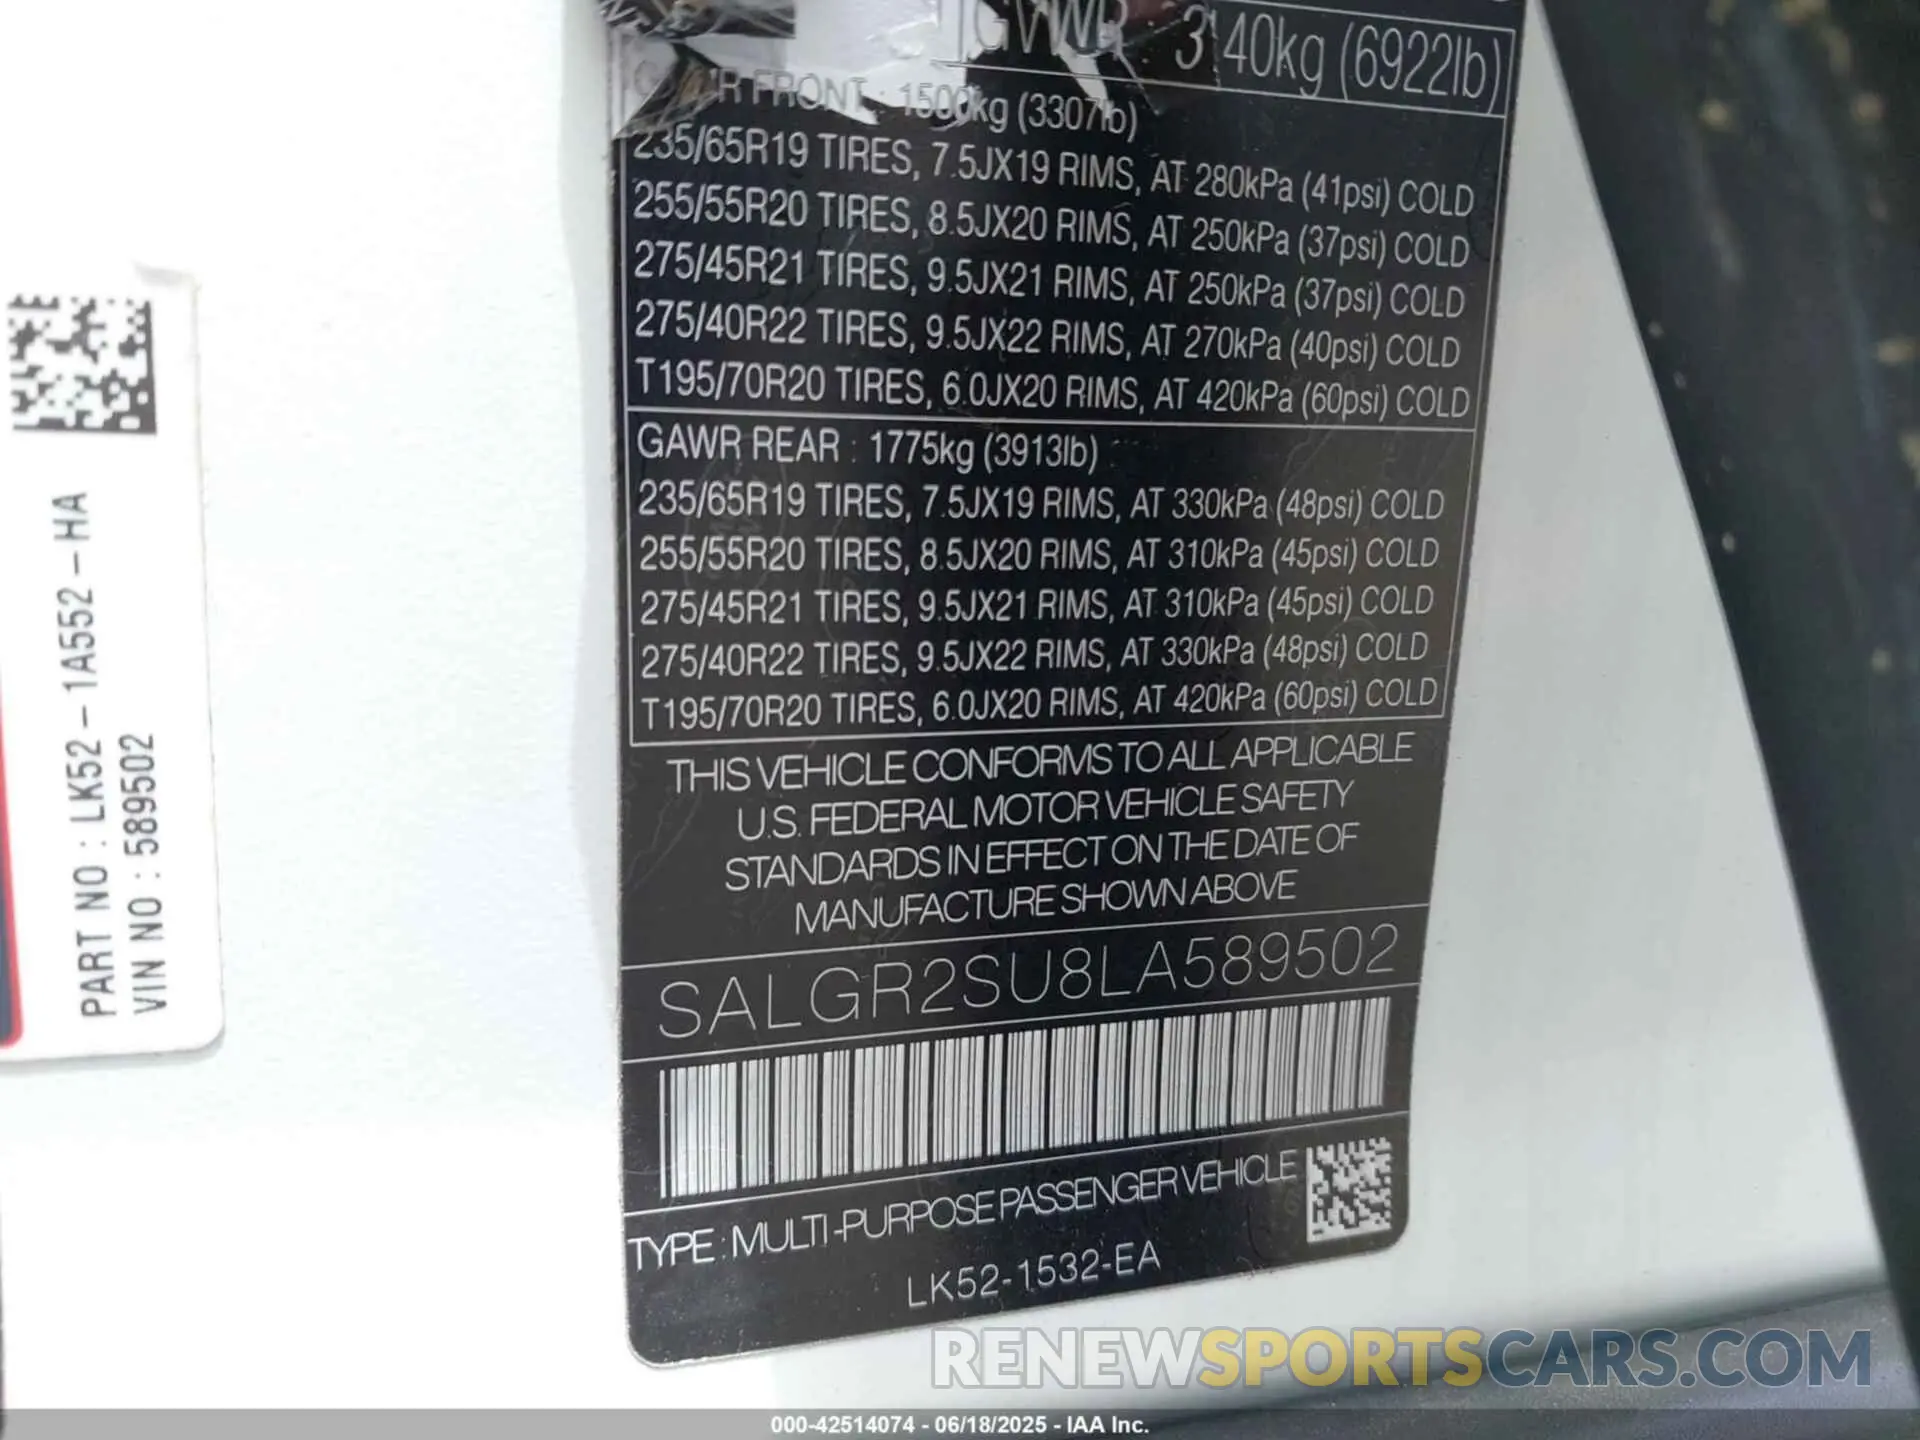 GVWR : 3140kg (6922lb)
GAWR FRONT : 1500kg (3307lb)
235/65R19 TIRES, 7.5JX19 RIMS, AT 280kPa (41psi) COLD
255/55R20 TIRES, 8.5JX20 RIMS, AT 250kPa (37psi) COLD
275/45R21 TIRES, 9.5JX21 RIMS, AT 250kPa (37psi) COLD
275/40R22 TIRES, 9.5JX22 RIMS, AT 270kPa (40psi) COLD
T195/70R20 TIRES, 6.0JX20 RIMS, AT 420kPa (60psi) COLD
GAWR REAR : 1775kg (3913lb)
235/65R19 TIRES, 7.5JX19 RIMS, AT 330kPa (48psi) COLD
255/55R20 TIRES, 8.5JX20 RIMS, AT 310kPa (45psi) COLD
275/45R21 TIRES, 9.5JX21 RIMS, AT 310kPa (45psi) COLD
275/40R22 TIRES, 9.5JX22 RIMS, AT 330kPa (48psi) COLD
T195/70R20 TIRES, 6.0JX20 RIMS, AT 420kPa (60psi) COLD
THIS VEHICLE CONFORMS TO ALL APPLICABLE
U.S. FEDERAL MOTOR VEHICLE SAFETY
STANDARDS IN EFFECT ON THE DATE OF
MANUFACTURE SHOWN ABOVE
SALGR2SU8LA589502
TYPE : MULTI-PURPOSE PASSENGER VEHICLE
LK52-1532-EA
PART NO : LK52-1A552-HA
VIN NO : 589502
RENEWSPORTSCARS.COM
000-42514074 - 06/18/2025 - IAA Inc.